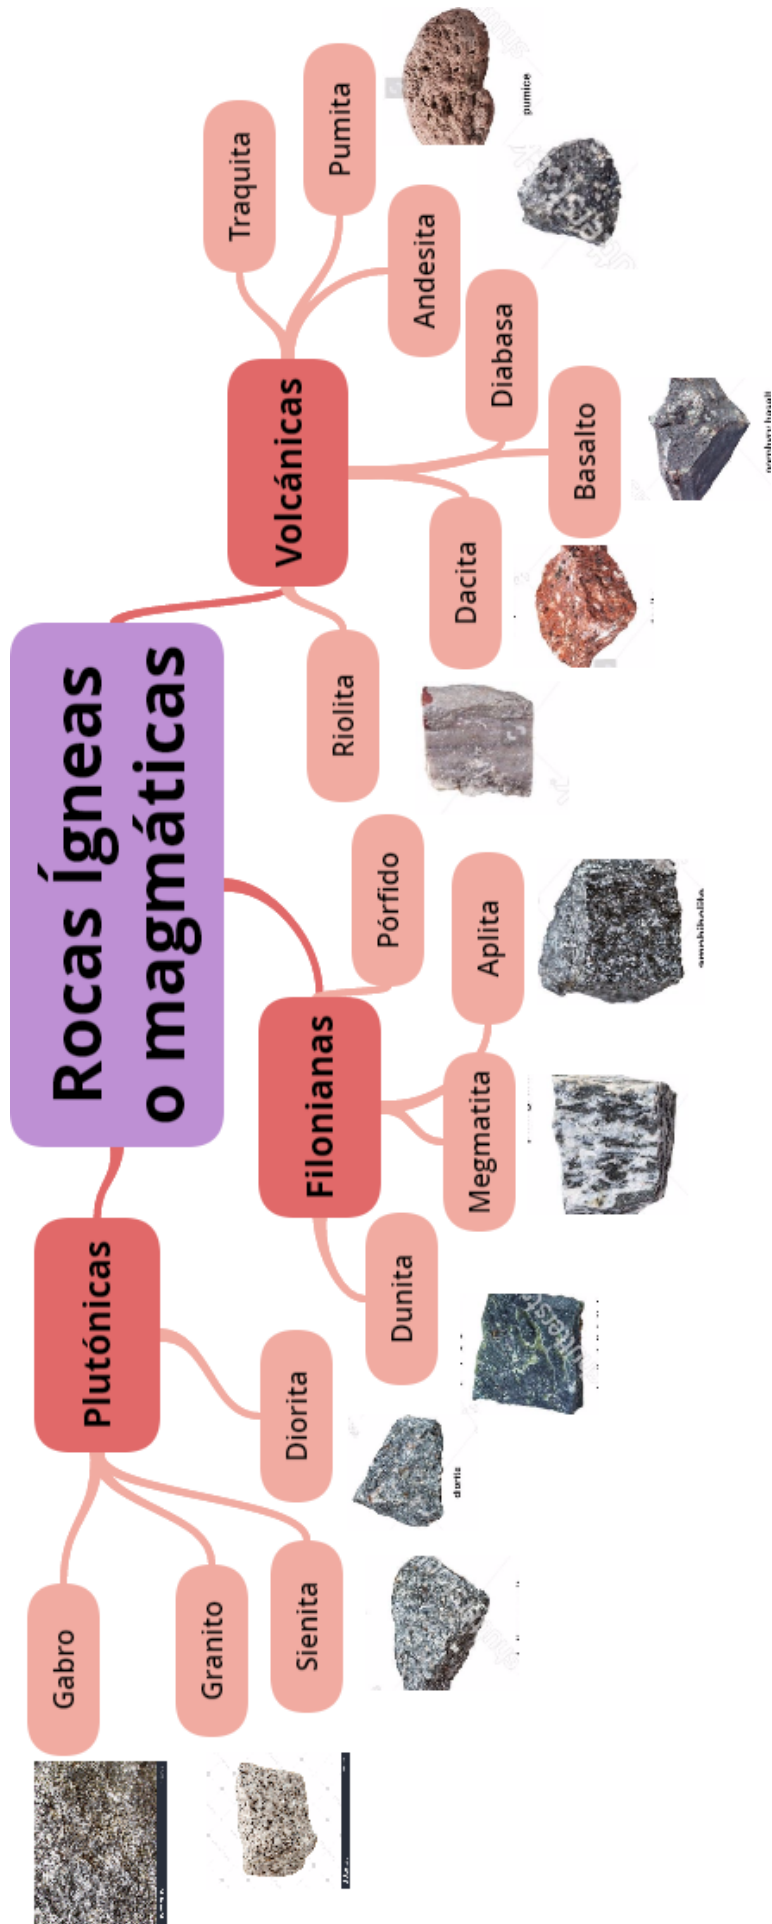 Rocas Ígneas
o magmáticas
Plutónicas
Gabro
Granito
Sienita
Diorita
diorite
Filonianas
Dunita
Megmatita
Aplita
Pórfido
amphibolite
Volcánicas
Riolita
Dacita
Basalto
Diabasa
Andesita
Pumita
Traquita
pumice